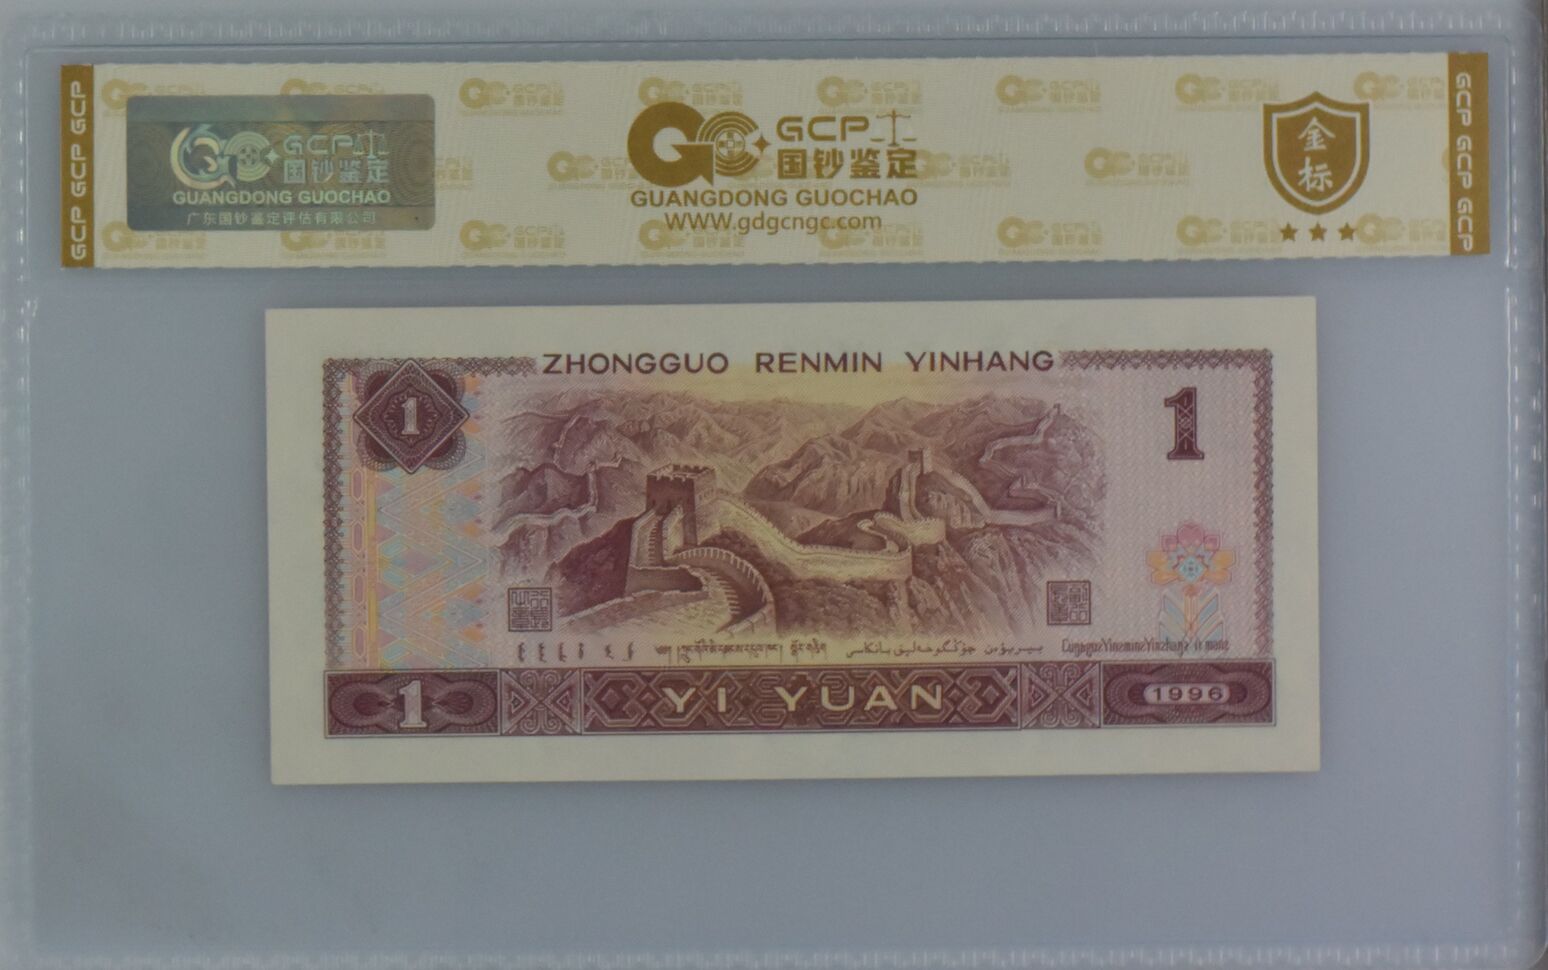 GCP GCP GCP
GCP
国钞鉴定
GUANGDONG GUOCHAO
广东国钞鉴定评估有限公司
GCP
国钞鉴定
GUANGDONG GUOCHAO
WWW.gdgcngc.com
金
标
GCP GCP GCP
ZHONGGUO RENMIN YINHANG
1
1
1
YI YUAN
1996